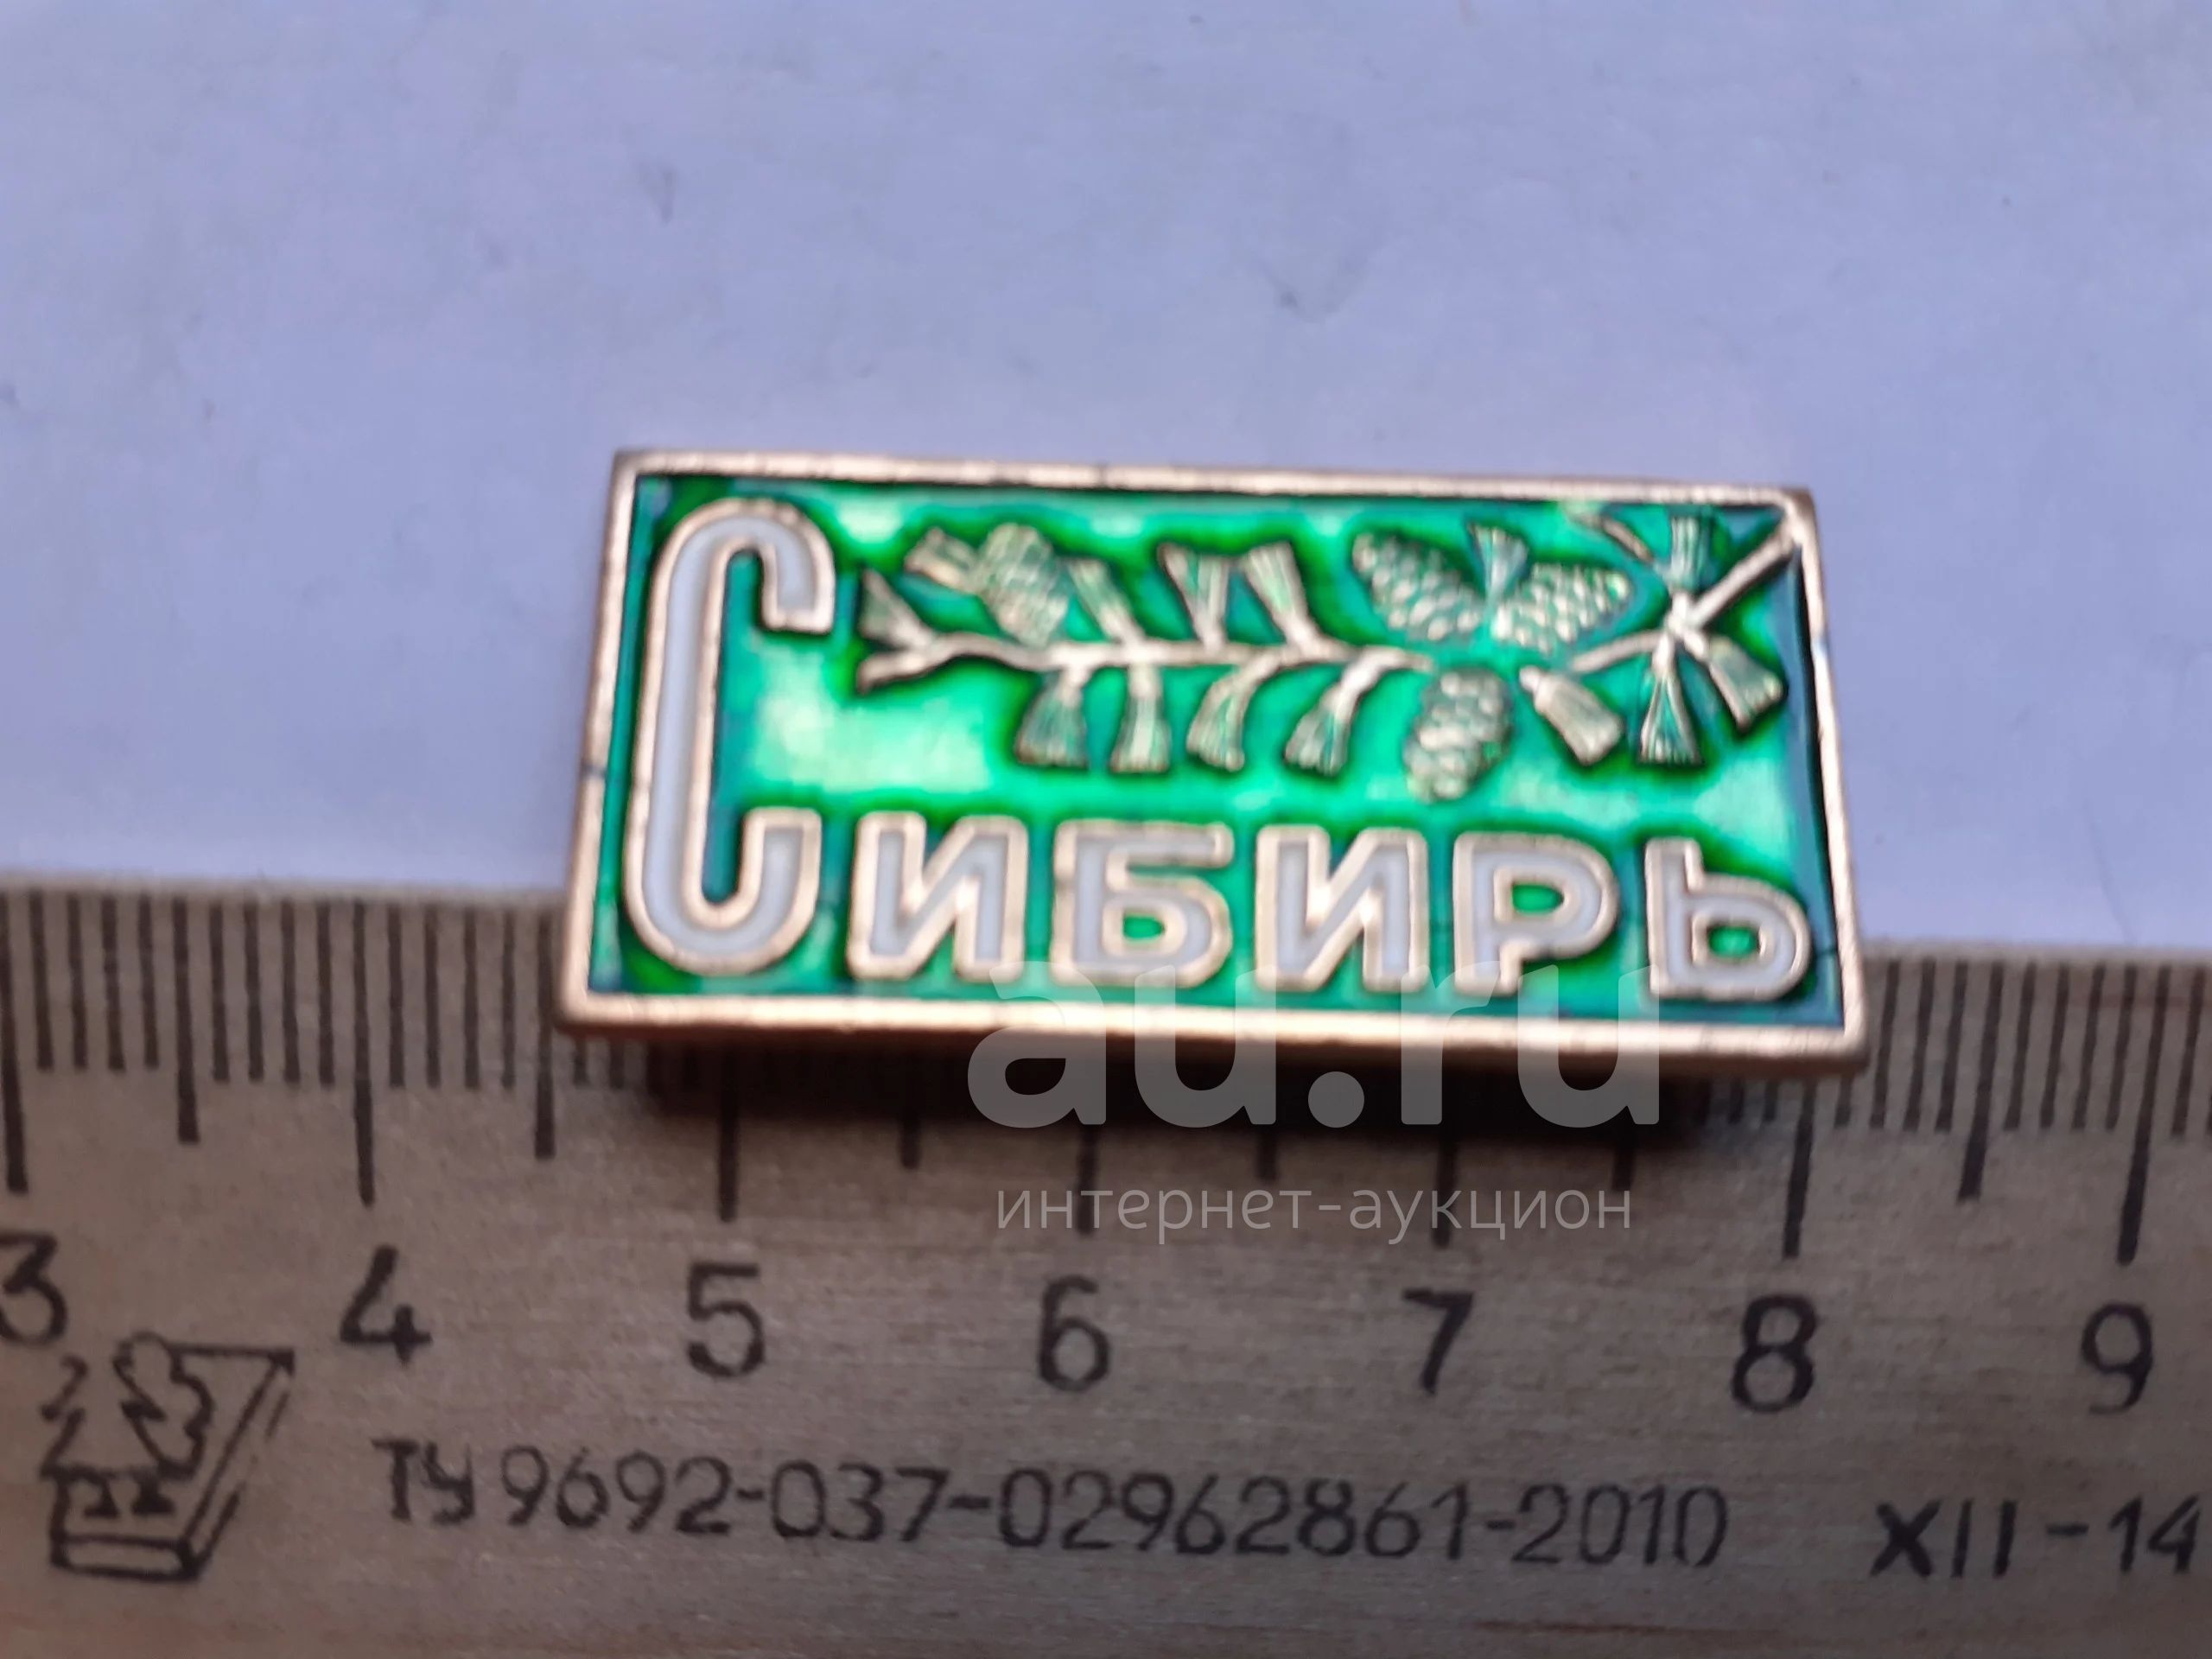 Сибирь
au.ru
интернет-аукцион
3 4 5 6 7 8 9
ТУ 9692-037-02962861-2010 XII-14